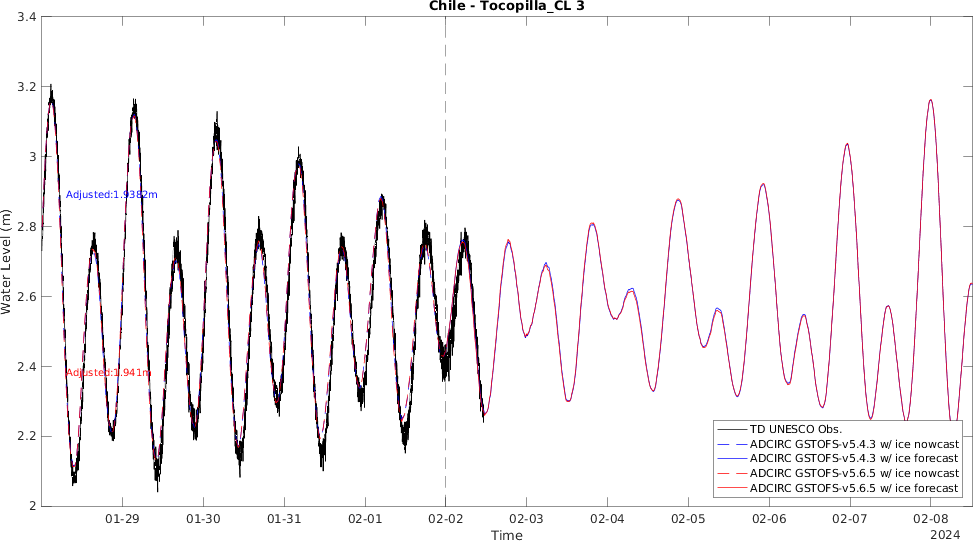 Chile - Tocopilla_CL 3
3.4
3.2
3
2.8
2.6
2.4
2.2
2
Water Level (m)
Adjusted:1.9382m
Adjusted:1.941m
TD UNESCO Obs.
ADCIRC GSTOFS-v5.4.3 w/ ice nowcast
ADCIRC GSTOFS-v5.4.3 w/ ice forecast
ADCIRC GSTOFS-v5.6.5 w/ ice nowcast
ADCIRC GSTOFS-v5.6.5 w/ ice forecast
01-29 01-30 01-31 02-01 02-02 02-03 02-04 02-05 02-06 02-07 02-08
Time
2024